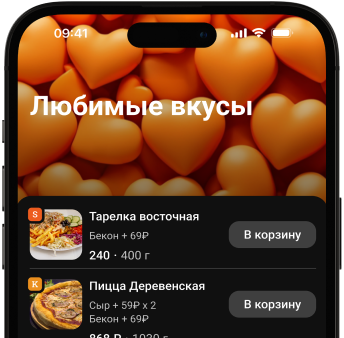 09:41
Любимые вкусы
S
Тарелка восточная
Бекон + 69₽
240 · 400 г
В корзину
K
Пицца Деревенская
Сыр + 59₽ x 2
Бекон + 69₽
В корзину
868 ₽ · 1030 г